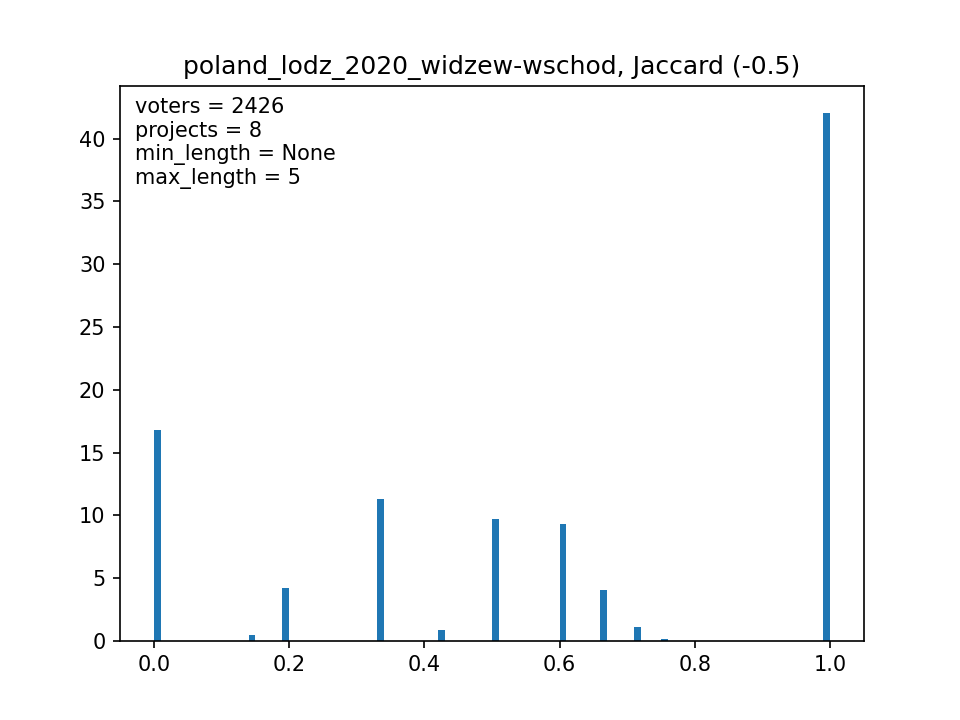 poland_lodz_2020_widzew-wschod, Jaccard (-0.5)
voters = 2426
projects = 8
min_length = None
max_length = 5
40
35
30
25
20
15
10
5
0
0.0 0.2 0.4 0.6 0.8 1.0